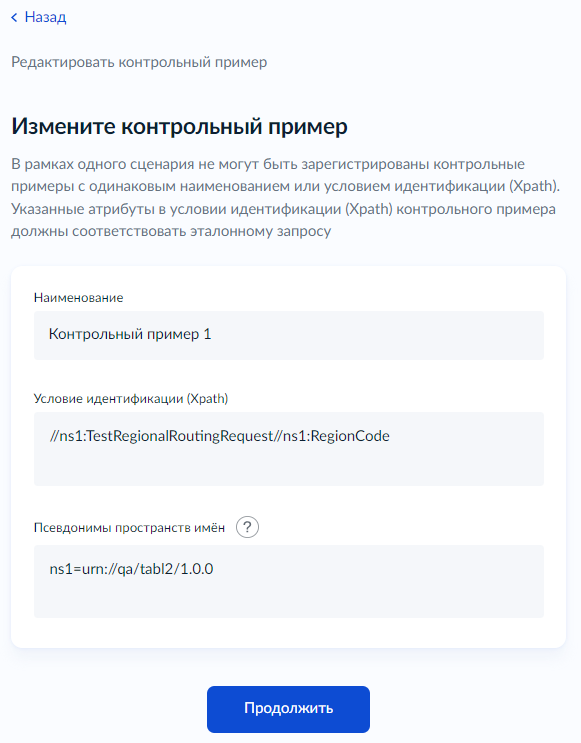 Назад
Редактировать контрольный пример
Измените контрольный пример
В рамках одного сценария не могут быть зарегистрированы контрольные
примеры с одинаковым наименованием или условием идентификации (Xpath).
Указанные атрибуты в условии идентификации (Xpath) контрольного примера
должны соответствовать эталонному запросу
Наименование
Контрольный пример 1
Условие идентификации (Xpath)
//ns1:TestRegionalRoutingRequest//ns1:RegionCode
Псевдонимы пространств имён ?
ns1=urn://qa/tabl2/1.0.0
Продолжить